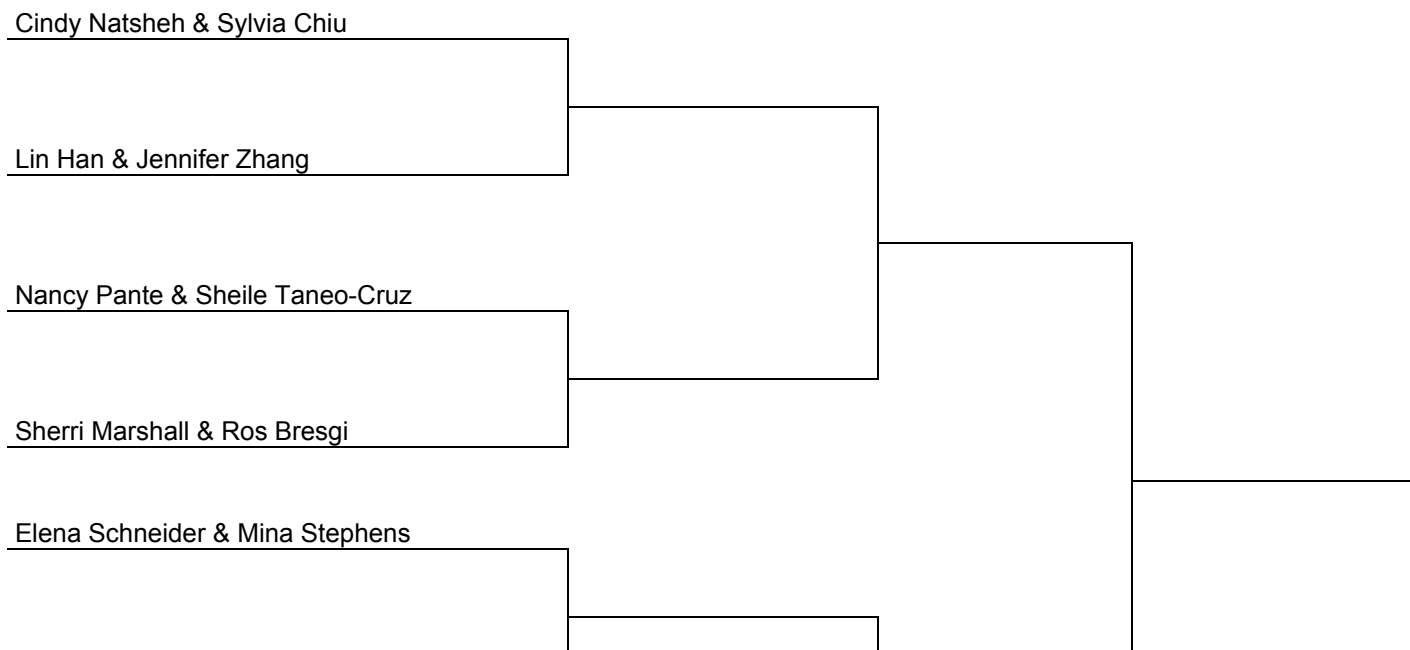 Cindy Natsheh & Sylvia Chiu
Lin Han & Jennifer Zhang
Nancy Pante & Sheile Taneo-Cruz
Sherri Marshall & Ros Bresgi
Elena Schneider & Mina Stephens